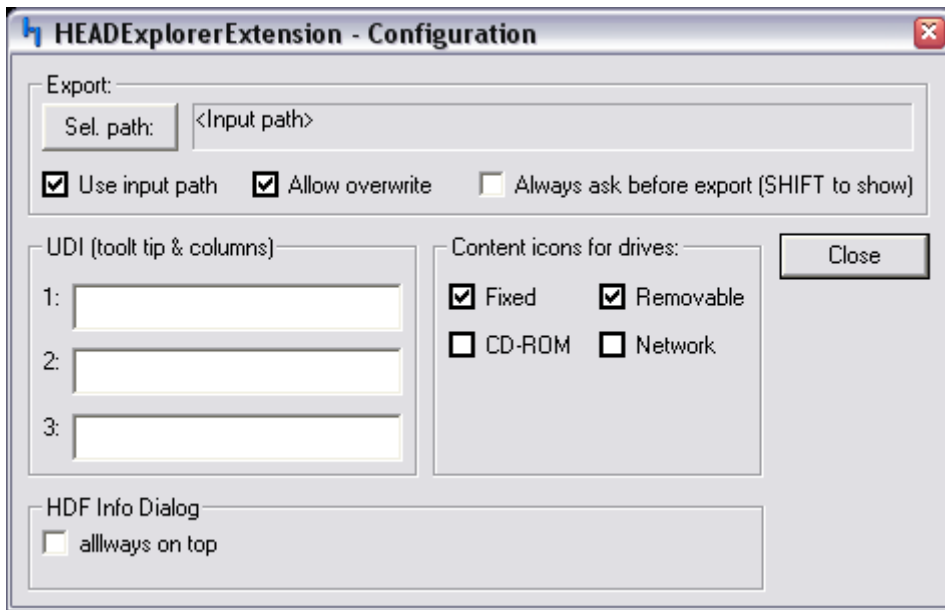 HEADExplorerExtension - Configuration
Export:
Sel. path:
<Input path>
Use input path
Allow overwrite
Always ask before export (SHIFT to show)
UDI (toolt tip & columns)
1:
2:
3:
Content icons for drives:
Fixed
Removable
CD-ROM
Network
Close
HDF Info Dialog
alllways on top